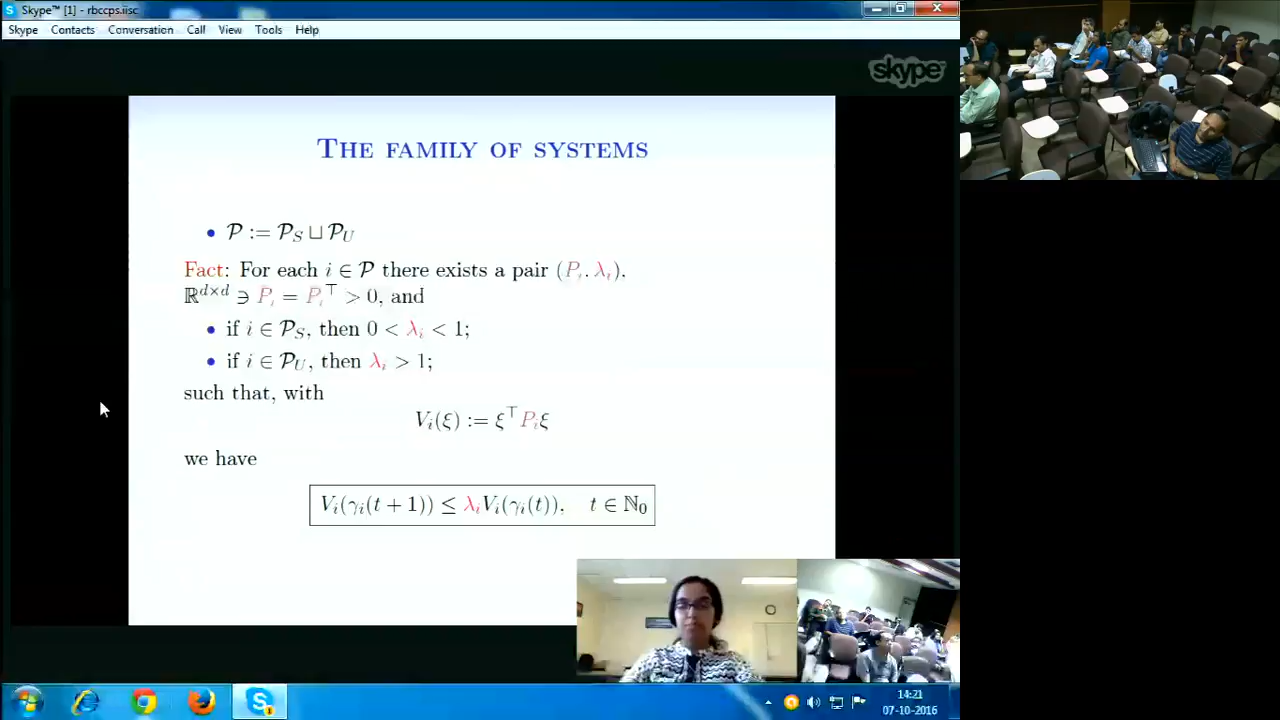 Skype™ [1] - rbccps.iisc
Skype Contacts Conversation Call View Tools Help
skype
THE FAMILY OF SYSTEMS
• 𝒫 := 𝒫_S ⊔ 𝒫_U
Fact: For each i ∈ 𝒫 there exists a pair (P_i, λ_i).
ℝ^{d×d} ∋ P_i = P_i^⊤ > 0, and
• if i ∈ 𝒫_S, then 0 < λ_i < 1;
• if i ∈ 𝒫_U, then λ_i > 1;
such that, with
V_i(ξ) := ξ^⊤ P_i ξ
we have
V_i(γ_i(t + 1)) ≤ λ_i V_i(γ_i(t)), t ∈ ℕ_0
14:21
07-10-2016